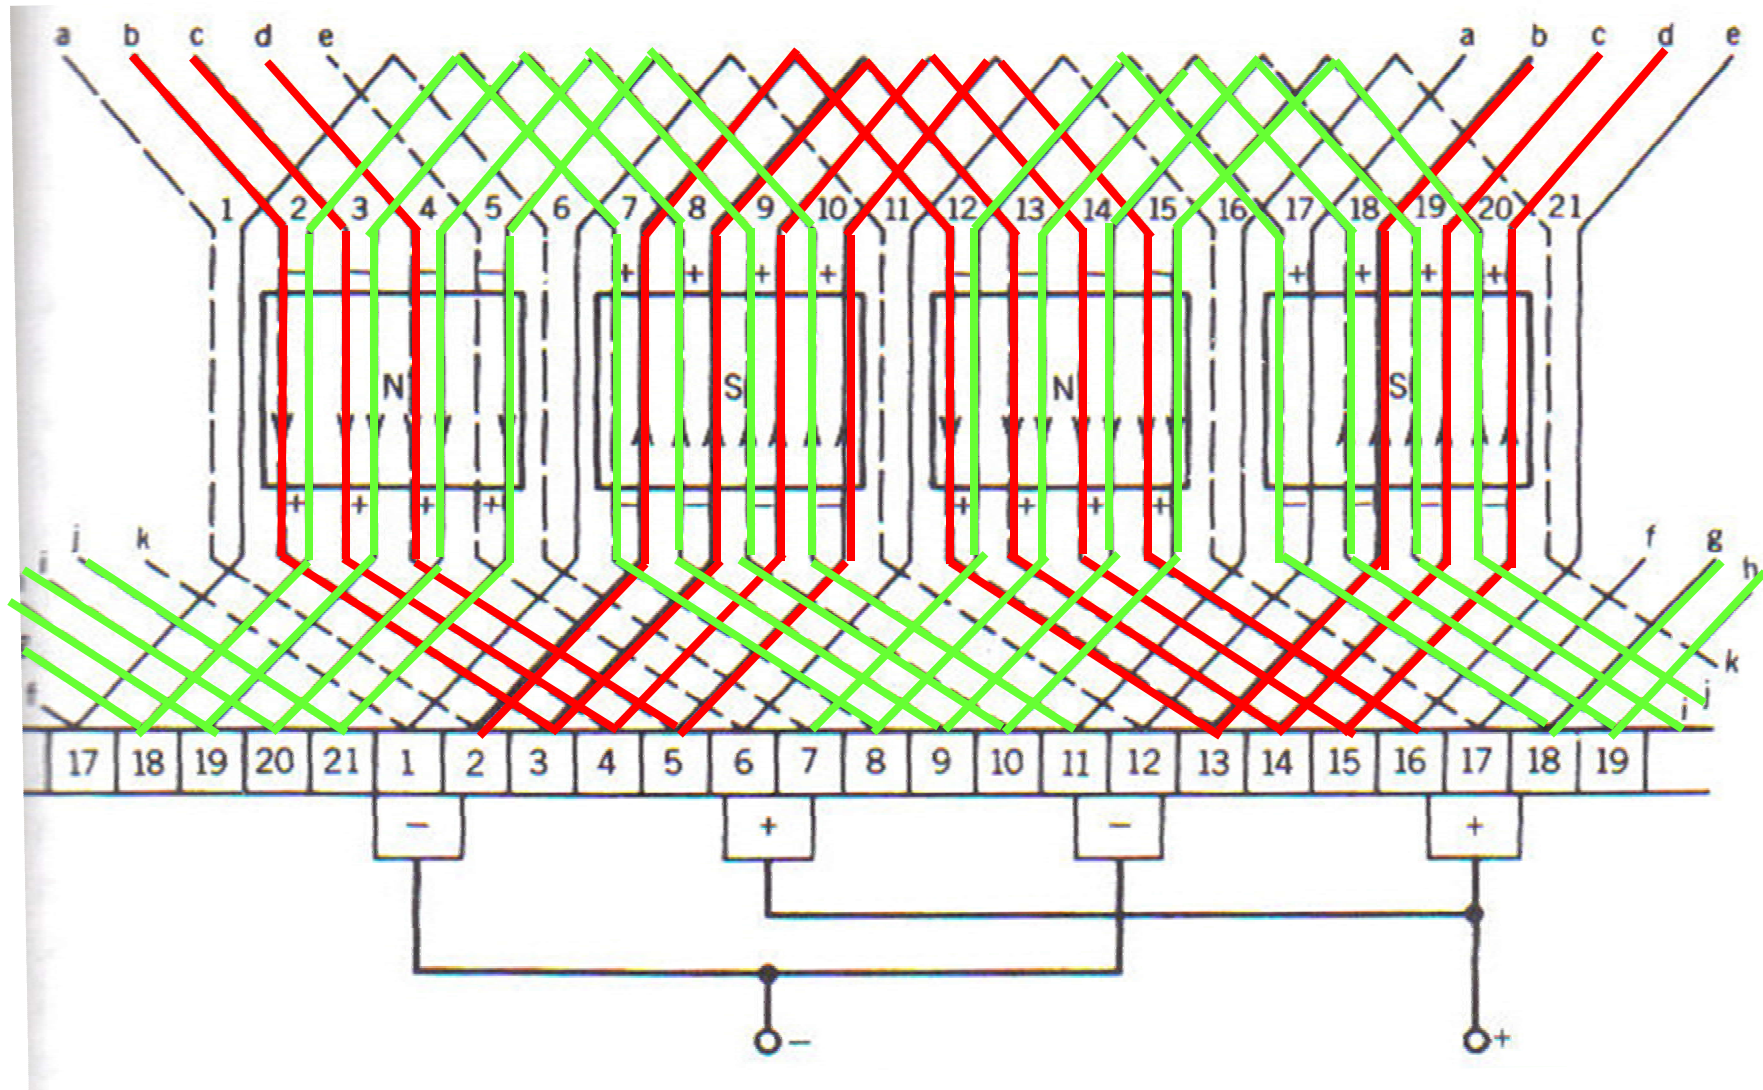 a b c d e a b c d e
1 2 3 4 5 6 7 8 9 10 11 12 13 14 15 16 17 18 19 20 21
− − − − + + + + − − − − + + + +
N S N S
+ + + + − − − − + + + + − − − −
i j k f g h
f k j i
17 18 19 20 21 1 2 3 4 5 6 7 8 9 10 11 12 13 14 15 16 17 18 19
− + − +
− +